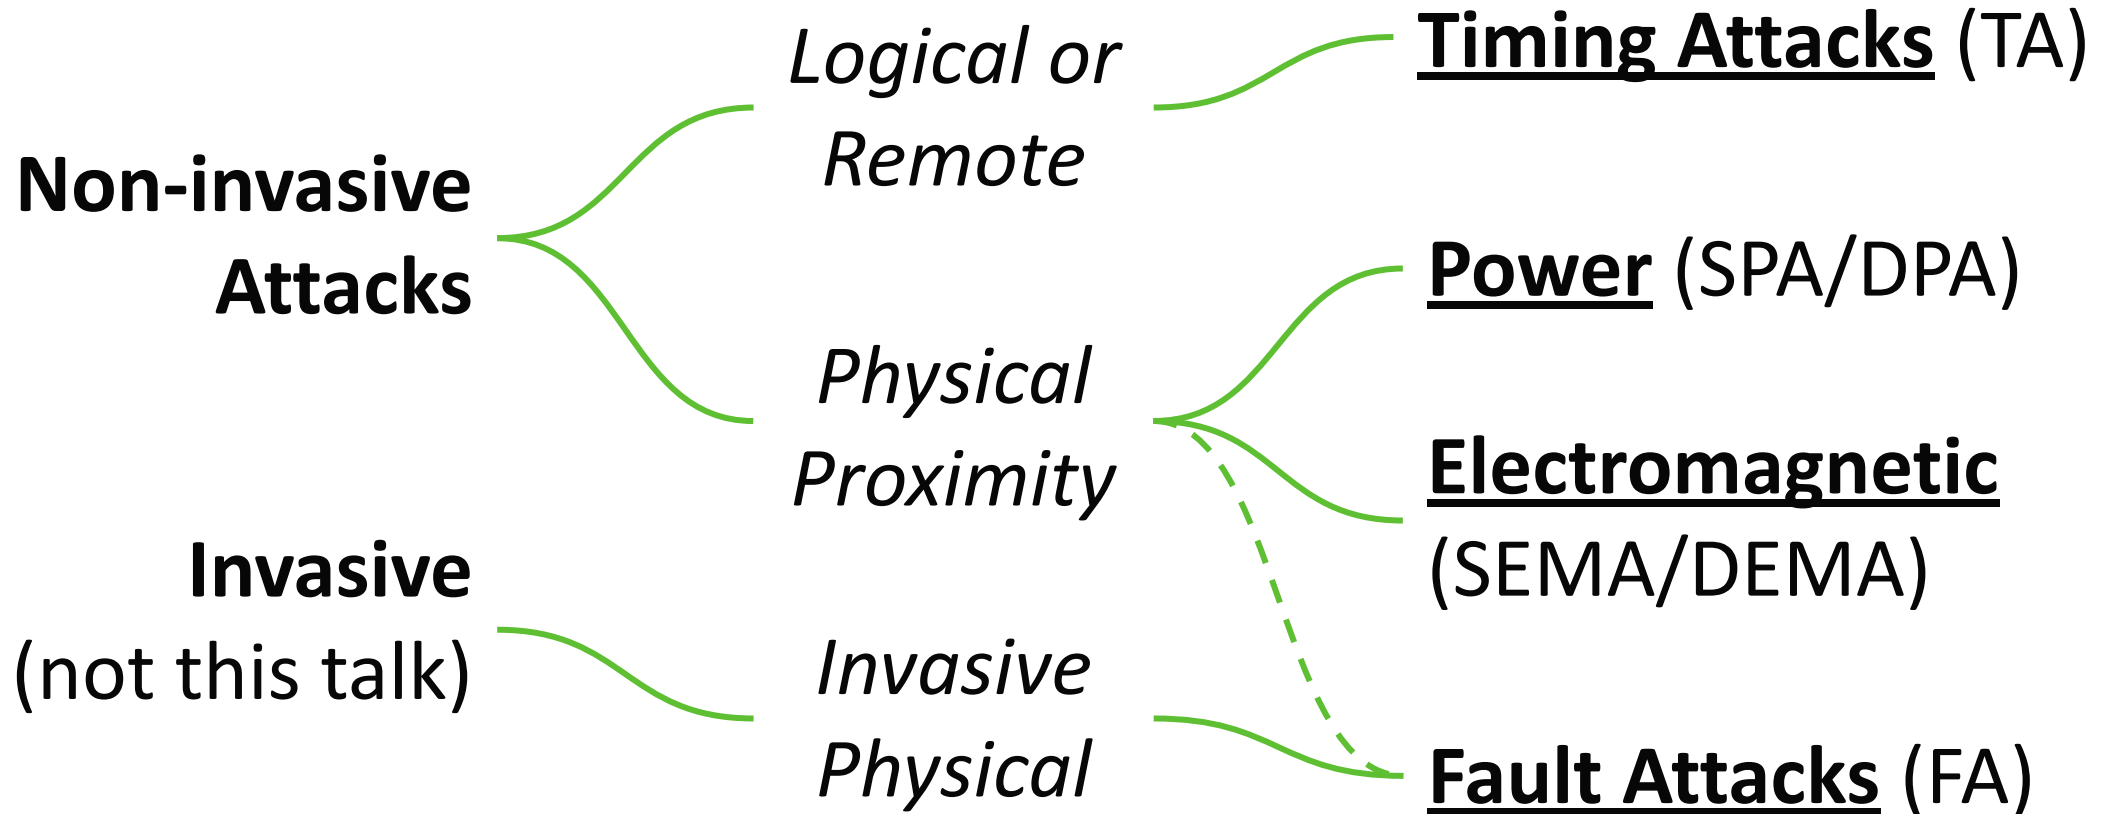 Non-invasive
Attacks
Invasive
(not this talk)
Logical or
Remote
Physical
Proximity
Invasive
Physical
Timing Attacks (TA)
Power (SPA/DPA)
Electromagnetic
(SEMA/DEMA)
Fault Attacks (FA)